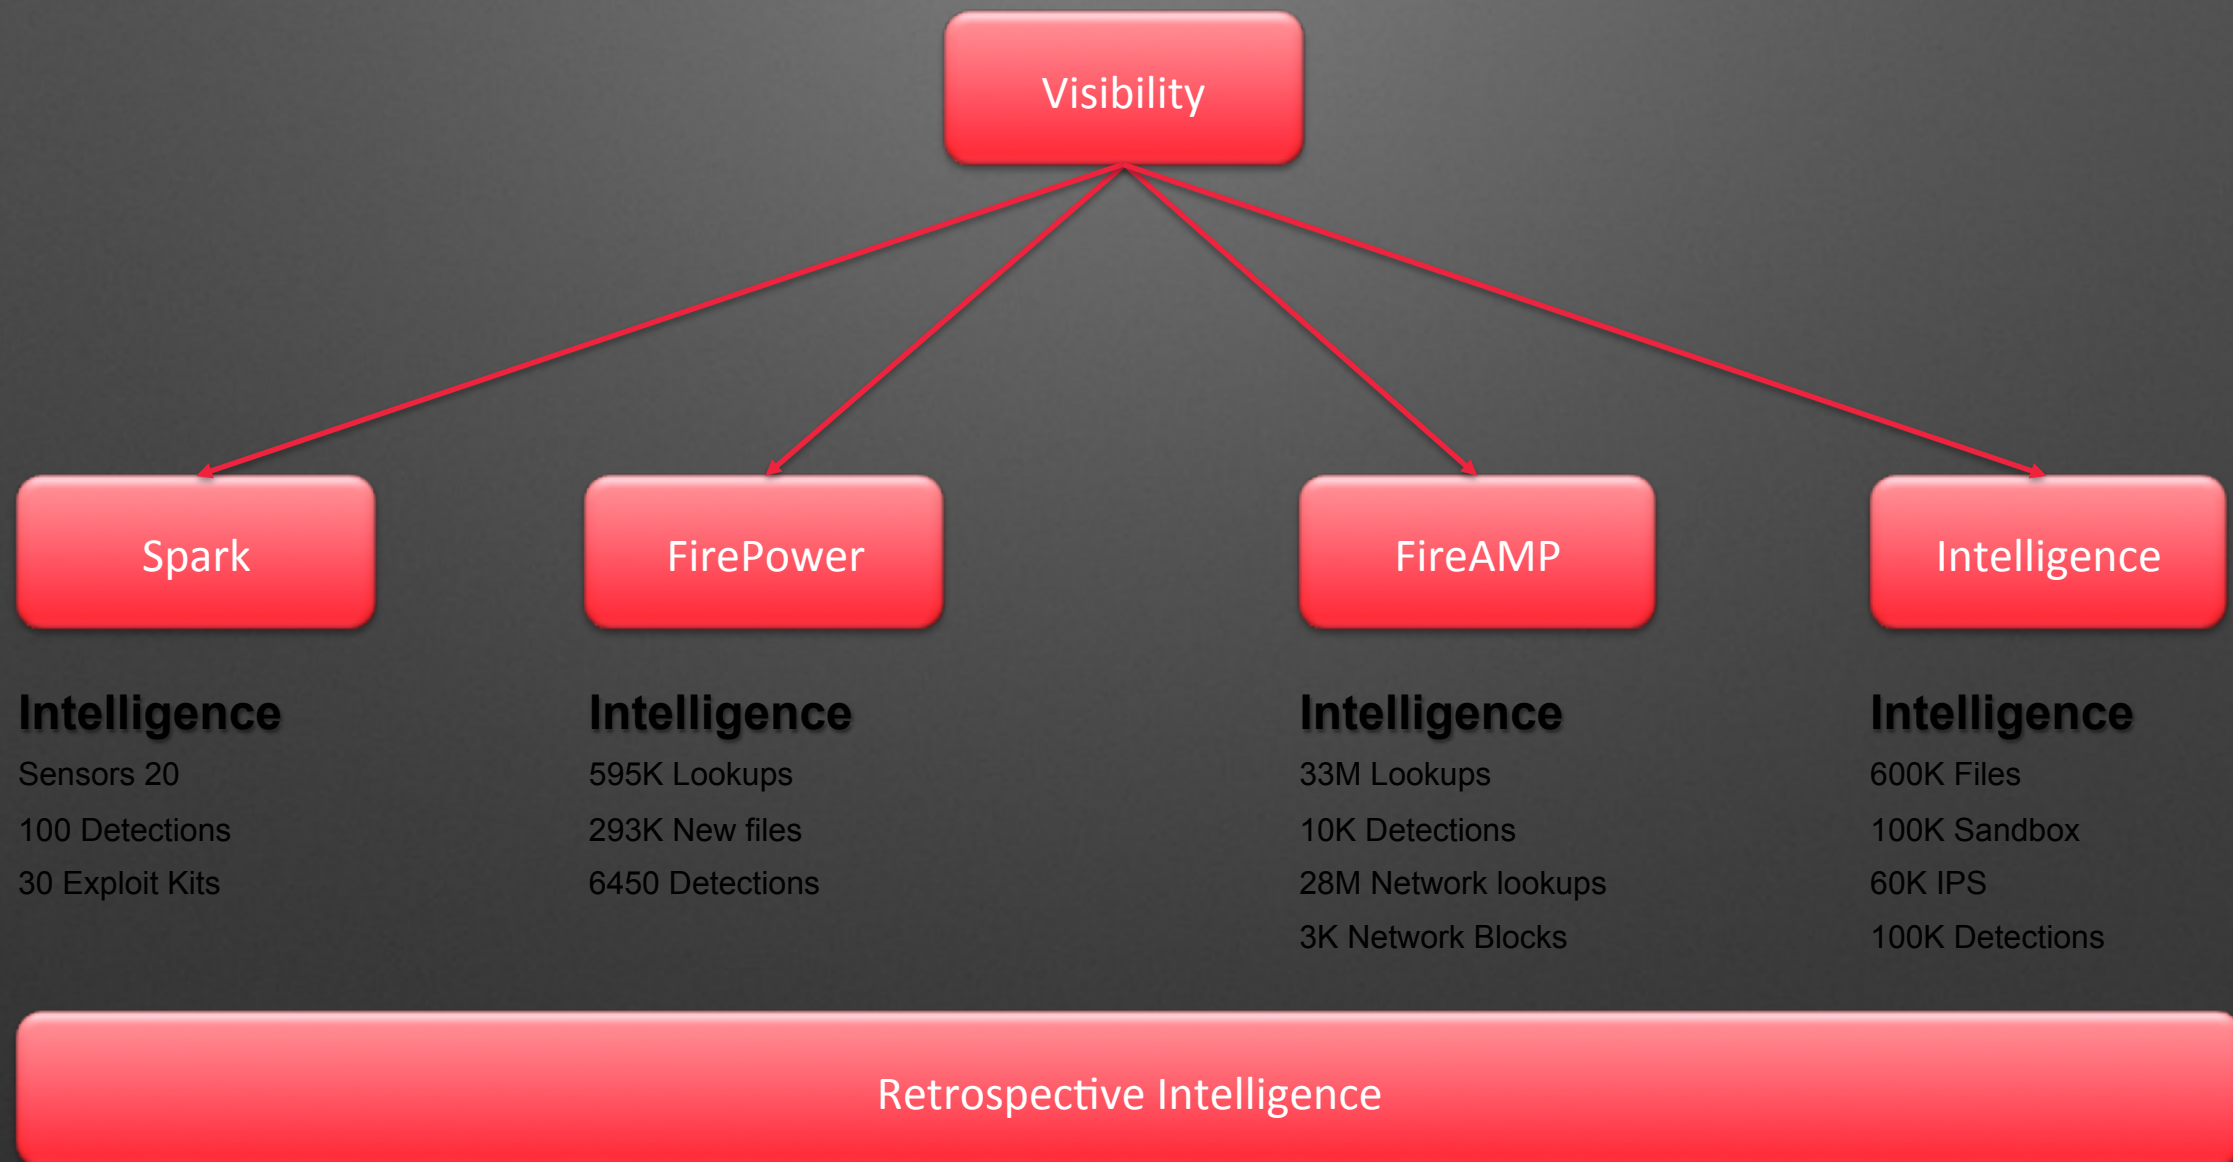 Visibility
Spark
FirePower
FireAMP
Intelligence
Intelligence
Sensors 20
100 Detections
30 Exploit Kits
Intelligence
595K Lookups
293K New files
6450 Detections
Intelligence
33M Lookups
10K Detections
28M Network lookups
3K Network Blocks
Intelligence
600K Files
100K Sandbox
60K IPS
100K Detections
Retrospective Intelligence